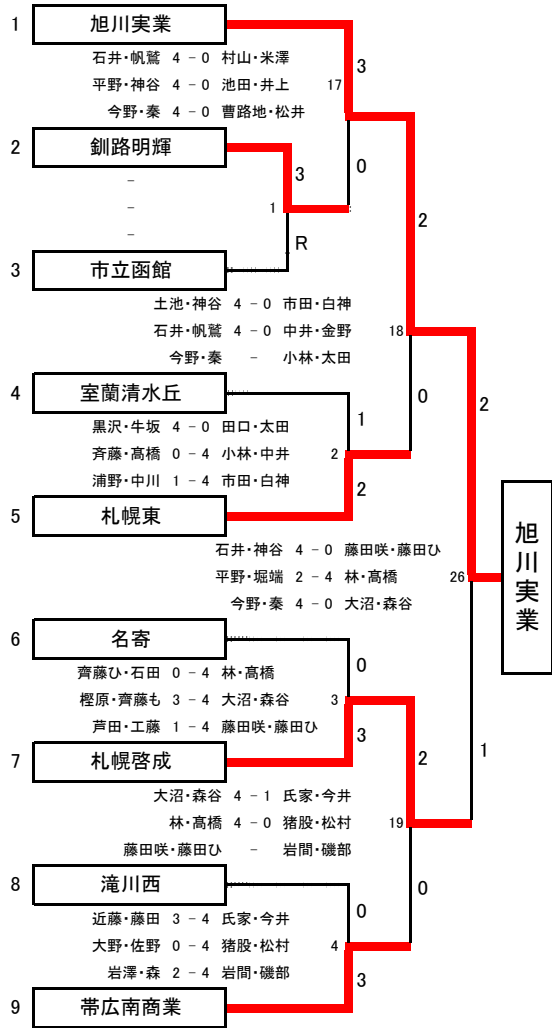 1 旭川実業
石井・帆鷲 4 - 0 村山・米澤
3
平野・神谷 4 - 0 池田・井上
17
今野・秦 4 - 0 曹路地・松井
2 釧路明輝
3
0
-
-
1
2
-
R
3 市立函館
土池・神谷 4 - 0 市田・白神
石井・帆鷲 4 - 0 中井・金野
18
今野・秦 - 小林・太田
4 室蘭清水丘
0
2
黒沢・牛坂 4 - 0 田口・太田
1
斉藤・髙橋 0 - 4 小林・中井
2
浦野・中川 1 - 4 市田・白神
2
5 札幌東
石井・神谷 4 - 0 藤田咲・藤田ひ
平野・堀端 2 - 4 林・髙橋
26
旭川実業
今野・秦 4 - 0 大沼・森谷
6 名寄
0
齊藤ひ・石田 0 - 4 林・髙橋
樫原・齊藤も 3 - 4 大沼・森谷
3
芦田・工藤 1 - 4 藤田咲・藤田ひ
3
2
1
7 札幌啓成
大沼・森谷 4 - 1 氏家・今井
林・髙橋 4 - 0 猪股・松村
19
藤田咲・藤田ひ - 岩間・磯部
8 滝川西
0
0
近藤・藤田 3 - 4 氏家・今井
大野・佐野 0 - 4 猪股・松村
4
岩澤・森 2 - 4 岩間・磯部
3
9 帯広南商業